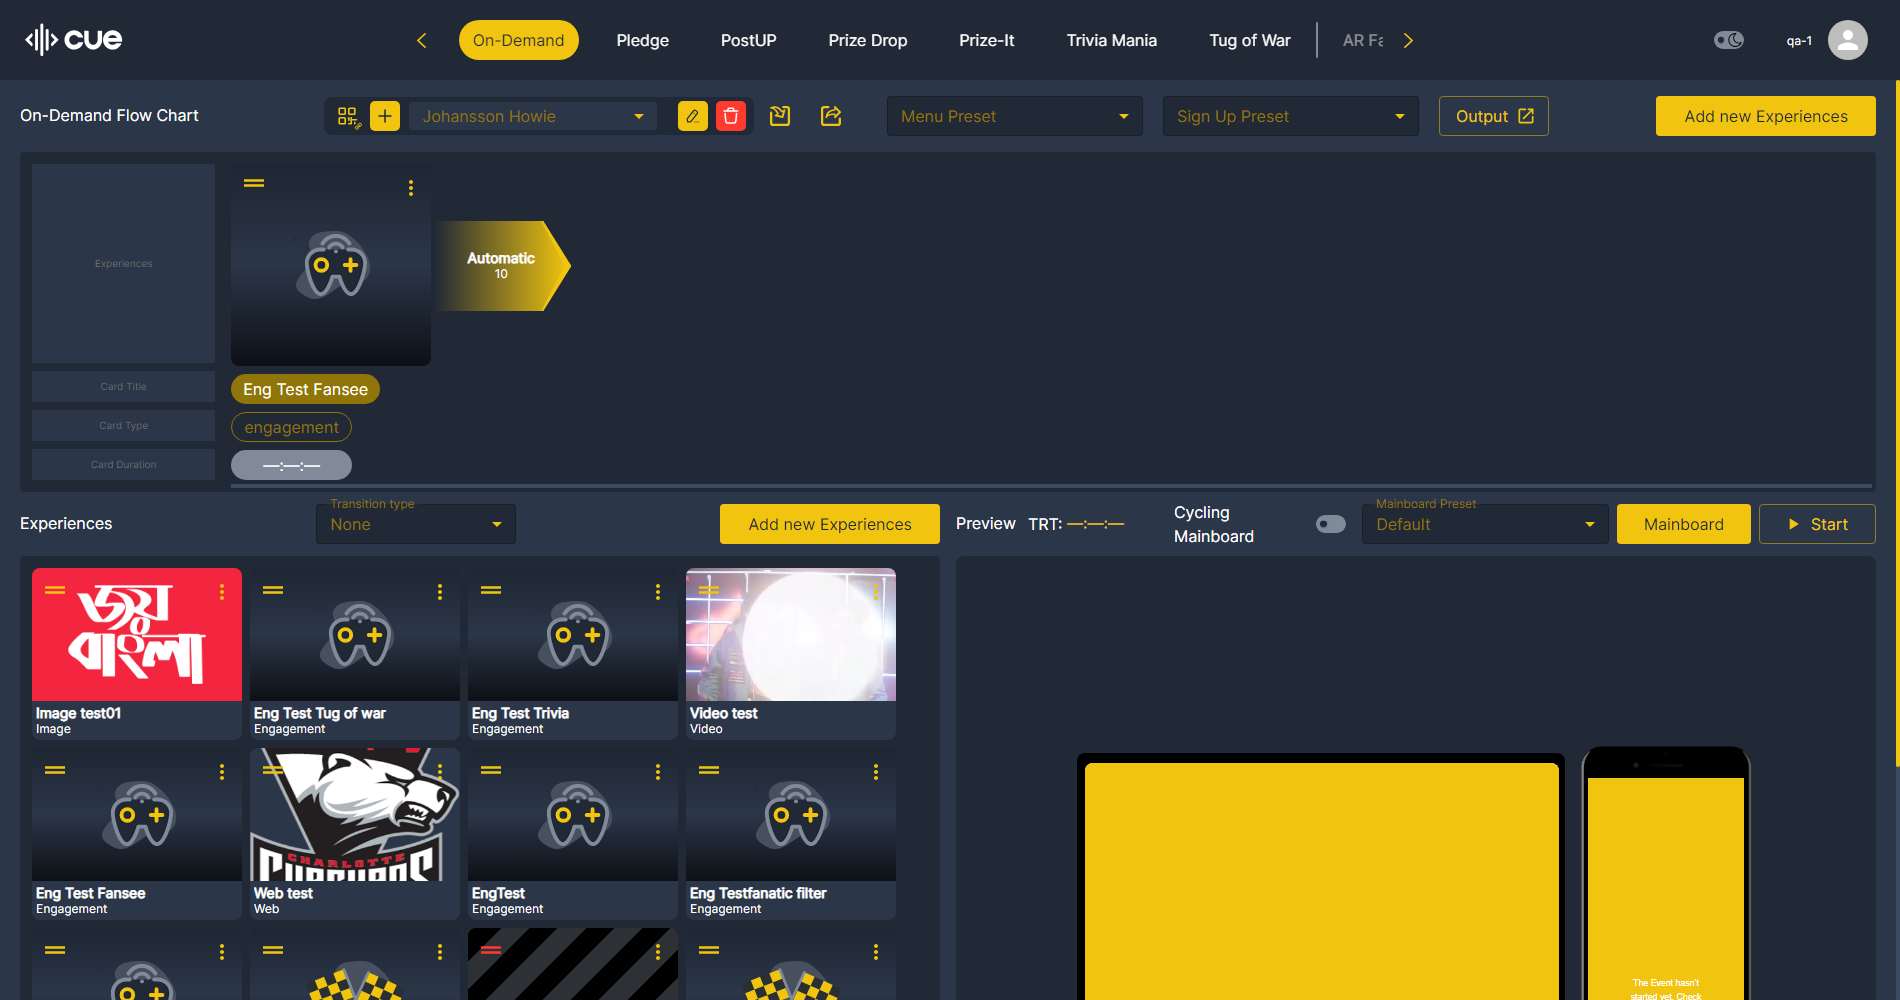 cue
On-Demand
Pledge
PostUP
Prize Drop
Prize-It
Trivia Mania
Tug of War
AR Fa
qa-1
On-Demand Flow Chart
Johansson Howie
Menu Preset
Sign Up Preset
Output
Add new Experiences
Experiences
Automatic
10
Card Title
Eng Test Fansee
Card Type
engagement
Card Duration
—:—:—
Experiences
Transition type
None
Add new Experiences
Preview
TRT: —:—:—
Cycling
Mainboard
Mainboard Preset
Default
Mainboard
Start
জয়
বাংলা
Image test01
Image
Eng Test Tug of war
Engagement
Eng Test Trivia
Engagement
Video test
Video
CHARLOTTE
Eng Test Fansee
Engagement
Web test
Web
EngTest
Engagement
Eng Testfanatic filter
Engagement
The Event hasn't
started yet. Check